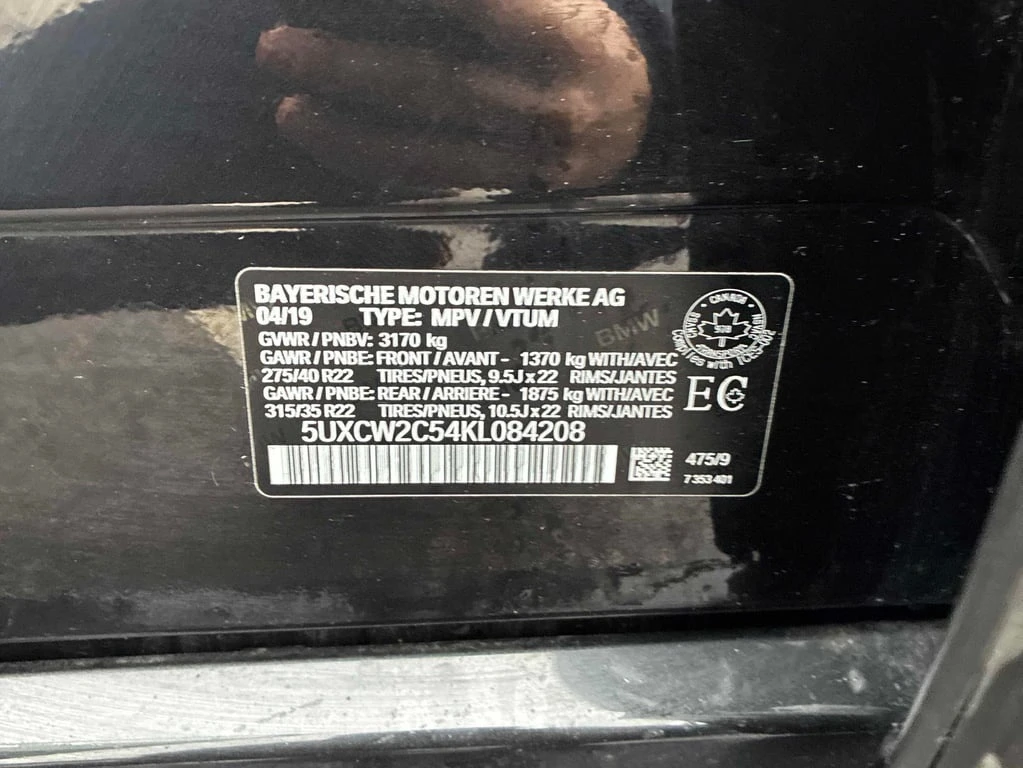 BAYERISCHE MOTOREN WERKE AG
04/19 TYPE: MPV / VTUM
GVWR / PNBV: 3170 kg
GAWR / PNBE: FRONT / AVANT - 1370 kg WITH/AVEC
275/40 R22 TIRES/PNEUS, 9.5J x 22 RIMS/JANTES
GAWR / PNBE: REAR / ARRIERE - 1875 kg WITH/AVEC
315/35 R22 TIRES/PNEUS, 10.5J x 22 RIMS/JANTES
5UXCW2C54KL084208
475/9
7 353 401
CANADA
EC
BMW